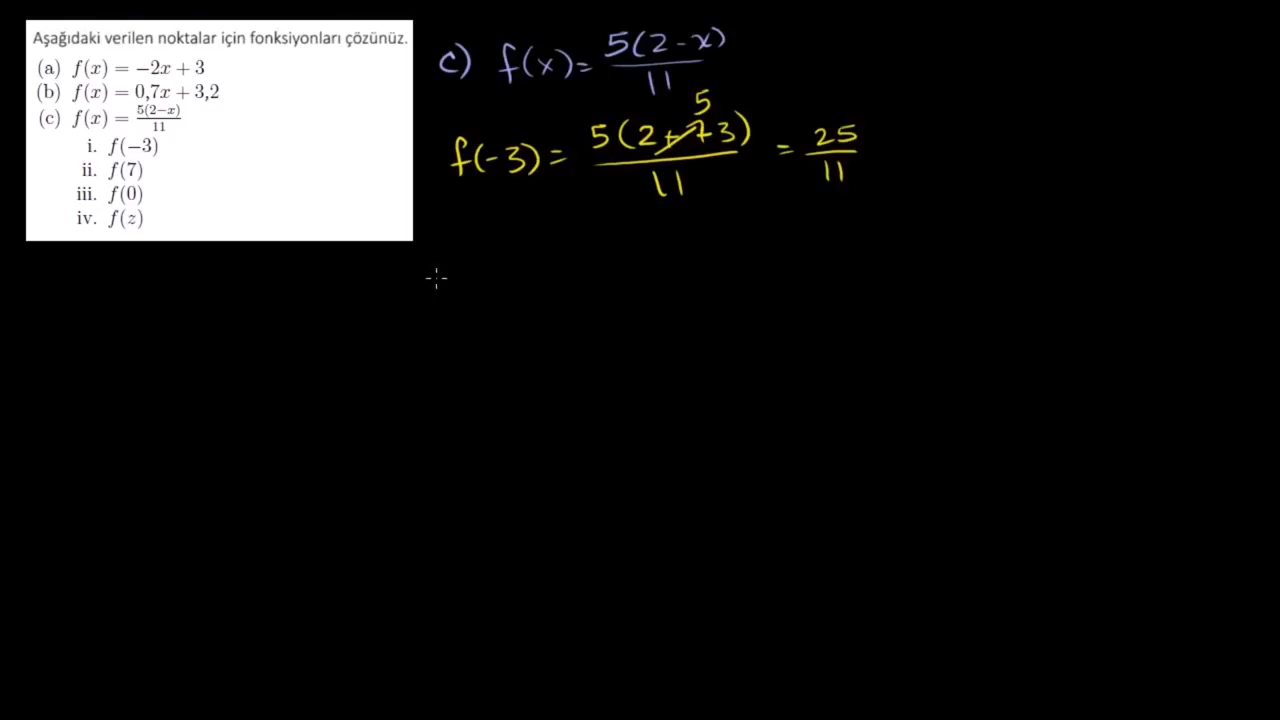 Aşağıdaki verilen noktalar için fonksiyonları çözünüz.
(a) f(x) = −2x + 3
(b) f(x) = 0,7x + 3,2
(c) f(x) = 5(2−x)/11
i. f(−3)
ii. f(7)
iii. f(0)
iv. f(z)
c) f(x) = 5(2-x)/11
5
f(-3) = 5(2--3)/11 = 25/11